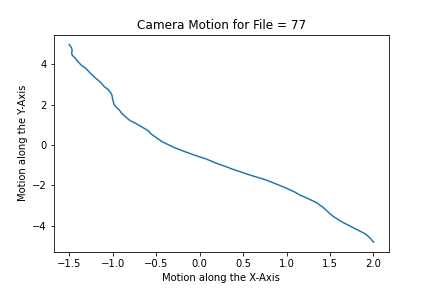 Camera Motion for File = 77
Motion along the Y-Axis
4
2
0
−2
−4
−1.5 −1.0 −0.5 0.0 0.5 1.0 1.5 2.0
Motion along the X-Axis